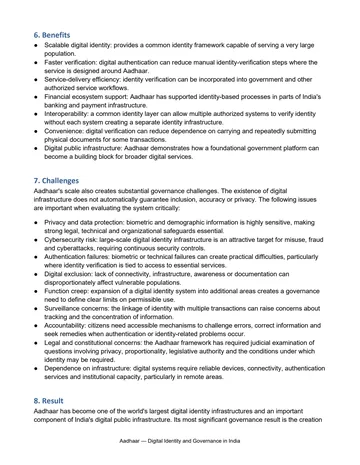 6. Benefits
● Scalable digital identity: provides a common identity framework capable of serving a very large
population.
● Faster verification: digital authentication can reduce manual identity-verification steps where the
service is designed around Aadhaar.
● Service-delivery efficiency: identity verification can be incorporated into government and other
authorized service workflows.
● Financial ecosystem support: Aadhaar has supported identity-based processes in parts of India's
banking and payment infrastructure.
● Interoperability: a common identity layer can allow multiple authorized systems to verify identity
without each system creating a separate identity infrastructure.
● Convenience: digital verification can reduce dependence on carrying and repeatedly submitting
physical documents for some transactions.
● Digital public infrastructure: Aadhaar demonstrates how a foundational government platform can
become a building block for broader digital services.
7. Challenges
Aadhaar's scale also creates substantial governance challenges. The existence of digital
infrastructure does not automatically guarantee inclusion, accuracy or privacy. The following issues
are important when evaluating the system critically:
● Privacy and data protection: biometric and demographic information is highly sensitive, making
strong legal, technical and organizational safeguards essential.
● Cybersecurity risk: large-scale digital identity infrastructure is an attractive target for misuse, fraud
and cyberattacks, requiring continuous security controls.
● Authentication failures: biometric or technical failures can create practical difficulties, particularly
where identity verification is tied to access to essential services.
● Digital exclusion: lack of connectivity, infrastructure, awareness or documentation can
disproportionately affect vulnerable populations.
● Function creep: expansion of a digital identity system into additional areas creates a governance
need to define clear limits on permissible use.
● Surveillance concerns: the linkage of identity with multiple transactions can raise concerns about
tracking and the concentration of information.
● Accountability: citizens need accessible mechanisms to challenge errors, correct information and
seek remedies when authentication or identity-related problems occur.
● Legal and constitutional concerns: the Aadhaar framework has required judicial examination of
questions involving privacy, proportionality, legislative authority and the conditions under which
identity may be required.
● Dependence on infrastructure: digital systems require reliable devices, connectivity, authentication
services and institutional capacity, particularly in remote areas.
8. Result
Aadhaar has become one of the world's largest digital identity infrastructures and an important
component of India's digital public infrastructure. Its most significant governance result is the creation
Aadhaar — Digital Identity and Governance in India